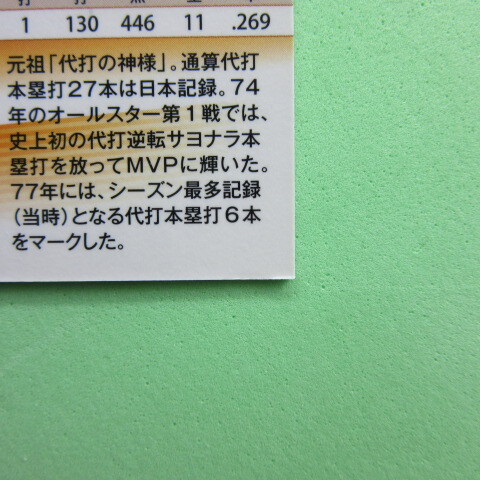 1 130 446 11 .269
元祖「代打の神様」。通算代打
本塁打27本は日本記録。74
年のオールスター第1戦では、
史上初の代打逆転サヨナラ本
塁打を放ってMVPに輝いた。
77年には、シーズン最多記録
(当時)となる代打本塁打6本
をマークした。